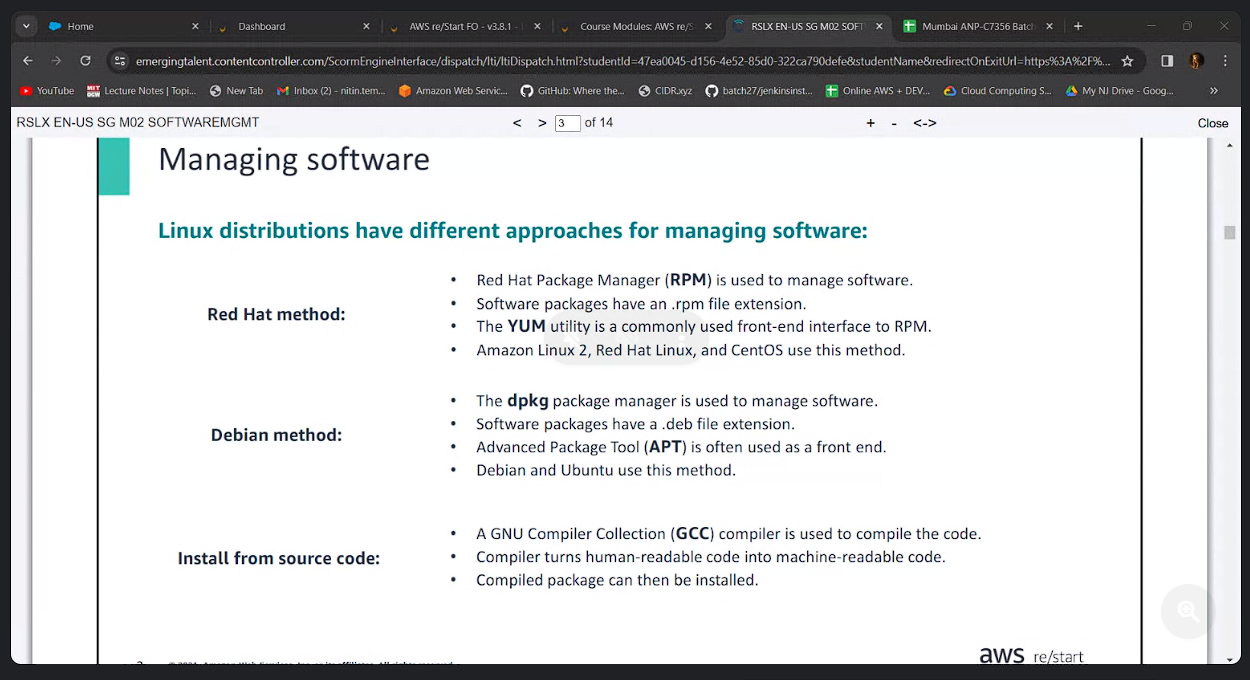 Home
Dashboard
AWS re/Start FO - v3.8.1 -
Course Modules: AWS re/S
RSLX EN-US SG M02 SOFT
Mumbai ANP-C7356 Batch
emergingtalent.contentcontroller.com/ScormEngineInterface/dispatch/lti/ltiDispatch.html?studentId=47ea0045-d156-4e52-85d0-322ca790defe&studentName&redirectOnExitUrl=https%3A%2F%...
YouTube
MIT OCW Lecture Notes | Topi...
New Tab
Inbox (2) - nitin.tem...
Amazon Web Servic...
GitHub: Where the...
CIDR.xyz
batch27/jenkinsinst...
Online AWS + DEV...
Cloud Computing S...
My NJ Drive - Goog...
»
RSLX EN-US SG M02 SOFTWAREMGMT
< > 3 of 14
+ - <->
Close
Managing software
Linux distributions have different approaches for managing software:
Red Hat method:
• Red Hat Package Manager (RPM) is used to manage software.
• Software packages have an .rpm file extension.
• The YUM utility is a commonly used front-end interface to RPM.
• Amazon Linux 2, Red Hat Linux, and CentOS use this method.
Debian method:
• The dpkg package manager is used to manage software.
• Software packages have a .deb file extension.
• Advanced Package Tool (APT) is often used as a front end.
• Debian and Ubuntu use this method.
Install from source code:
• A GNU Compiler Collection (GCC) compiler is used to compile the code.
• Compiler turns human-readable code into machine-readable code.
• Compiled package can then be installed.
aws re/start